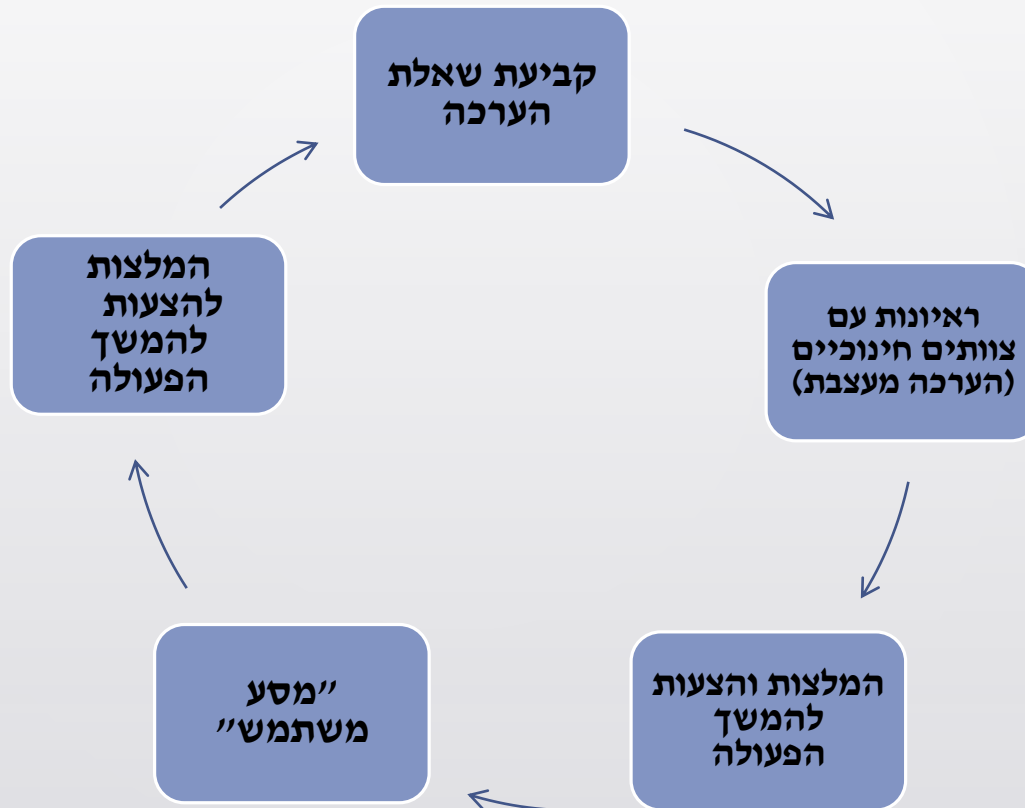 קביעת שאלת
הערכה
ראיונות עם
צוותים חינוכיים
(הערכה מעצבת)
המלצות והצעות
להמשך
הפעולה
״מסע
משתמש״
המלצות
להצעות
להמשך
הפעולה